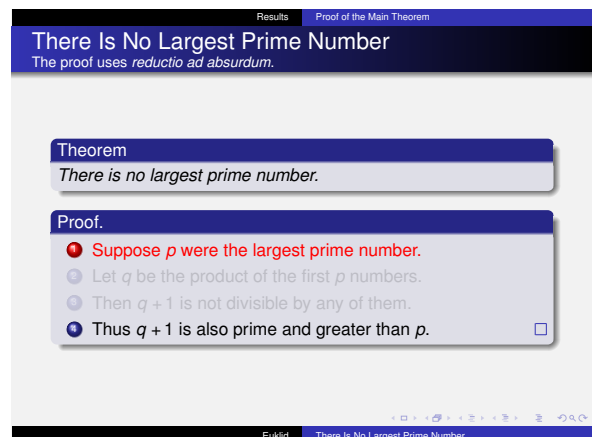 Results Proof of the Main Theorem
There Is No Largest Prime Number
The proof uses reductio ad absurdum.
Theorem
There is no largest prime number.
Proof.
1 Suppose p were the largest prime number.
2 Let q be the product of the first p numbers.
3 Then q + 1 is not divisible by any of them.
4 Thus q + 1 is also prime and greater than p.
Euklid There Is No Largest Prime Number